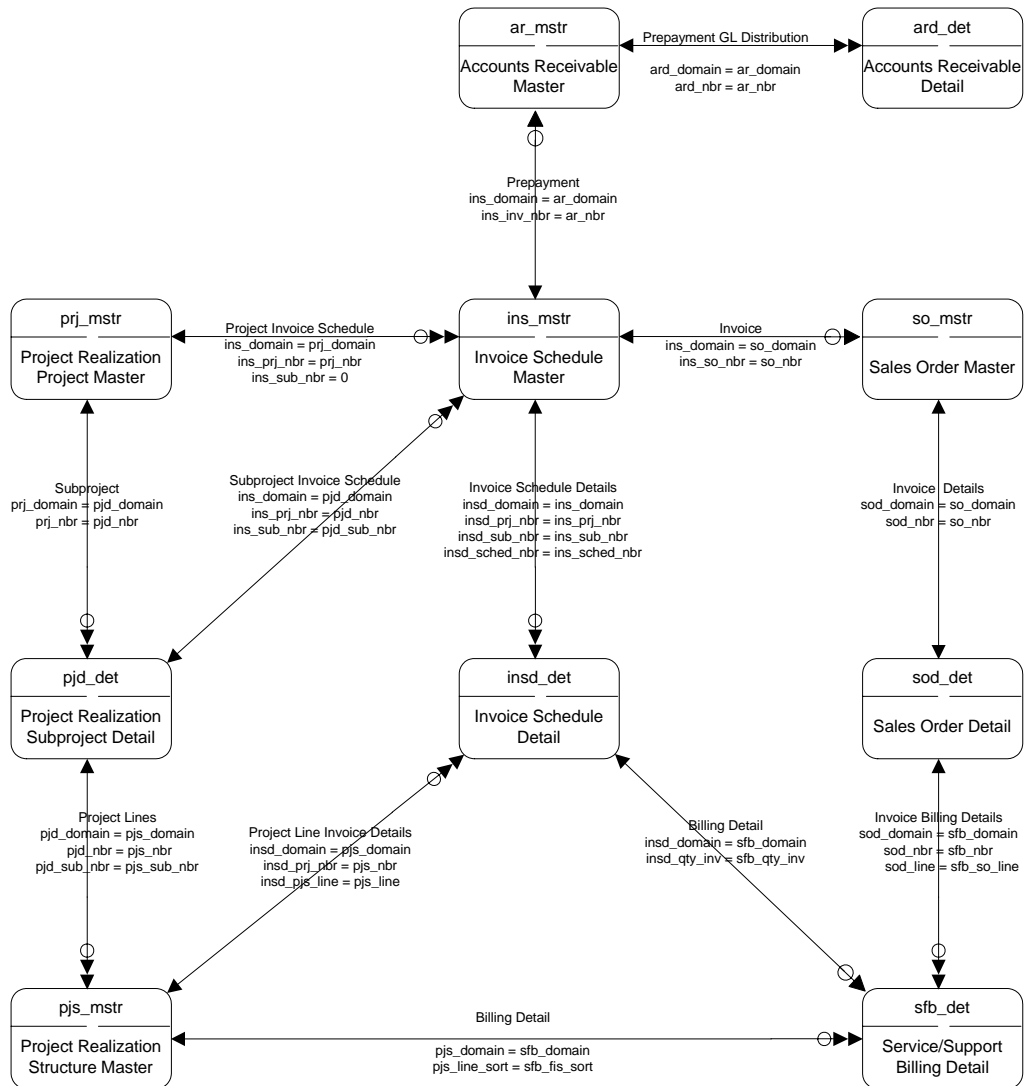 ar_mstr
Accounts Receivable
Master
Prepayment GL Distribution
ard_domain = ar_domain
ard_nbr = ar_nbr
ard_det
Accounts Receivable
Detail
Prepayment
ins_domain = ar_domain
ins_inv_nbr = ar_nbr
prj_mstr
Project Realization
Project Master
Project Invoice Schedule
ins_domain = prj_domain
ins_prj_nbr = prj_nbr
ins_sub_nbr = 0
ins_mstr
Invoice Schedule
Master
Invoice
ins_domain = so_domain
ins_so_nbr = so_nbr
so_mstr
Sales Order Master
Subproject
prj_domain = pjd_domain
prj_nbr = pjd_nbr
Subproject Invoice Schedule
ins_domain = pjd_domain
ins_prj_nbr = pjd_nbr
ins_sub_nbr = pjd_sub_nbr
Invoice Schedule Details
insd_domain = ins_domain
insd_prj_nbr = ins_prj_nbr
insd_sub_nbr = ins_sub_nbr
insd_sched_nbr = ins_sched_nbr
Invoice Details
sod_domain = so_domain
sod_nbr = so_nbr
pjd_det
Project Realization
Subproject Detail
insd_det
Invoice Schedule
Detail
sod_det
Sales Order Detail
Project Lines
pjd_domain = pjs_domain
pjd_nbr = pjs_nbr
pjd_sub_nbr = pjs_sub_nbr
Project Line Invoice Details
insd_domain = pjs_domain
insd_prj_nbr = pjs_nbr
insd_pjs_line = pjs_line
Billing Detail
insd_domain = sfb_domain
insd_qty_inv = sfb_qty_inv
Invoice Billing Details
sod_domain = sfb_domain
sod_nbr = sfb_nbr
sod_line = sfb_so_line
pjs_mstr
Project Realization
Structure Master
Billing Detail
pjs_domain = sfb_domain
pjs_line_sort = sfb_fis_sort
sfb_det
Service/Support
Billing Detail